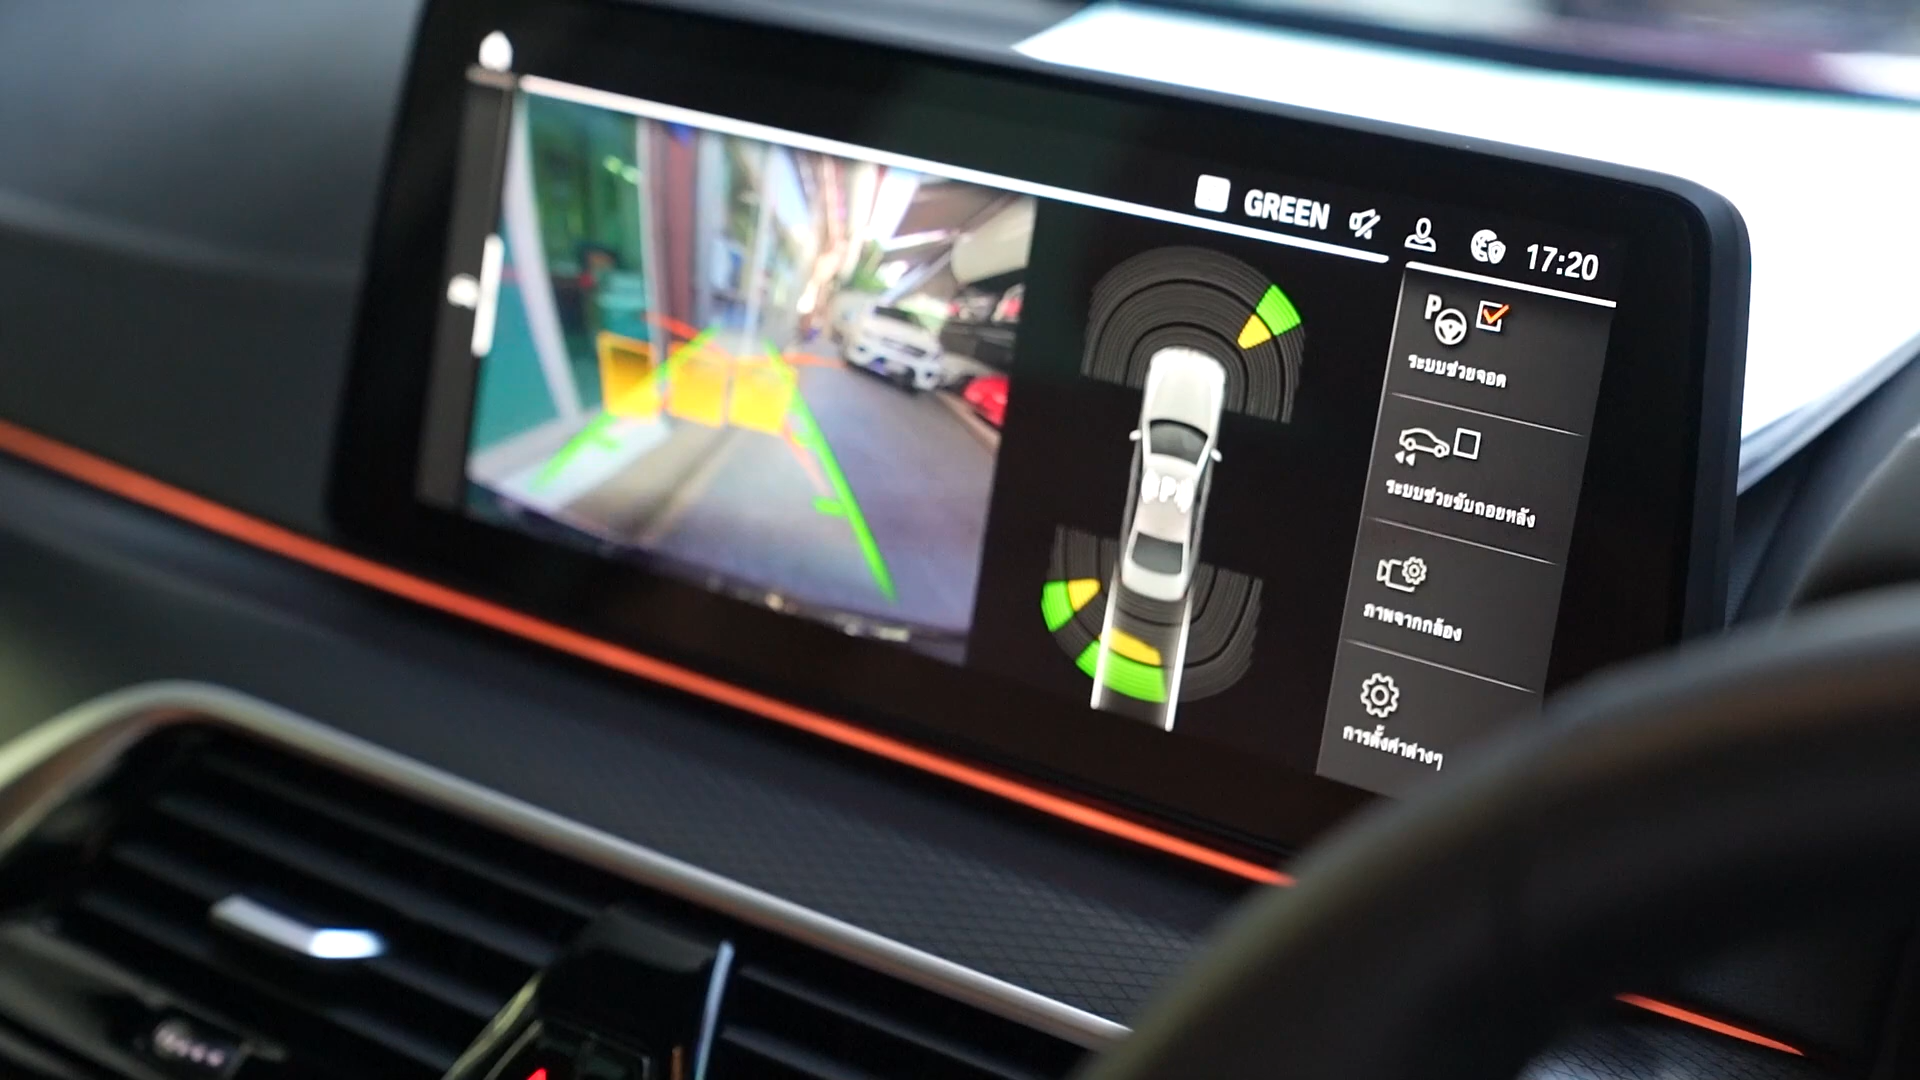 GREEN 17:20
P
ระบบช่วยจอด
ระบบช่วยขับถอยหลัง
ภาพจากกล้อง
การตั้งค่าต่างๆ